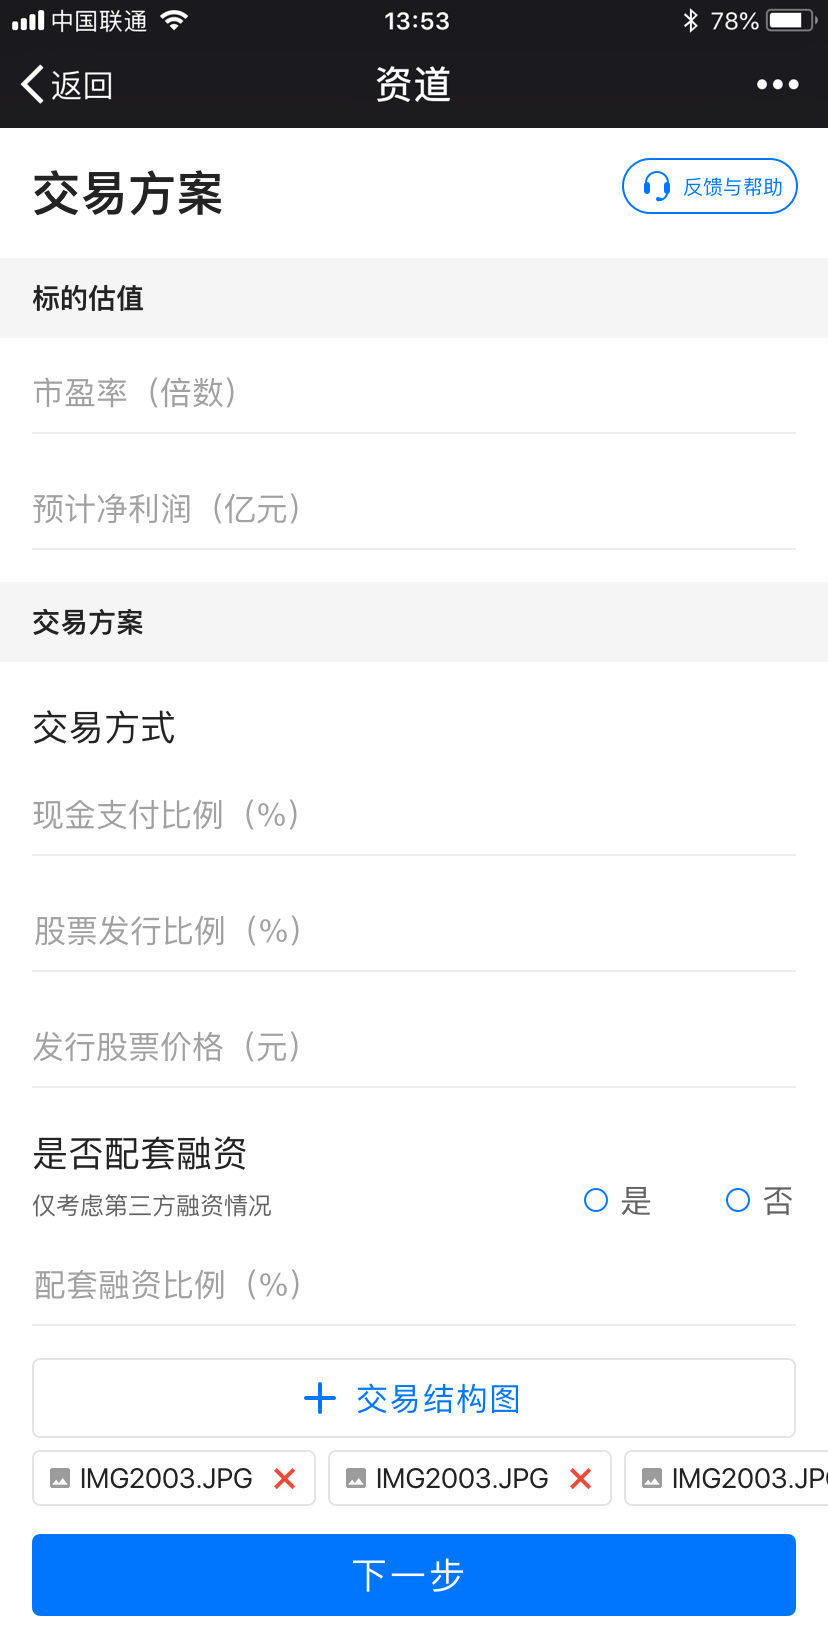 中国联通 13:53 78%
返回 资道
交易方案 反馈与帮助
标的估值
市盈率（倍数）
预计净利润（亿元）
交易方案
交易方式
现金支付比例（%）
股票发行比例（%）
发行股票价格（元）
是否配套融资
仅考虑第三方融资情况 是 否
配套融资比例（%）
交易结构图
IMG2003.JPG IMG2003.JPG IMG2003.JP
下一步